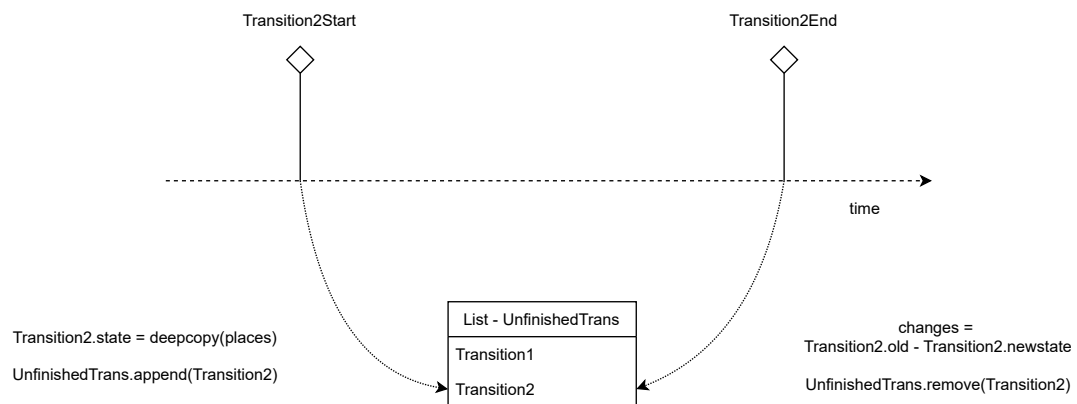 Transition2Start
Transition2End
time
List - UnfinishedTrans
Transition1
Transition2
Transition2.state = deepcopy(places)
UnfinishedTrans.append(Transition2)
changes =
Transition2.old - Transition2.newstate
UnfinishedTrans.remove(Transition2)